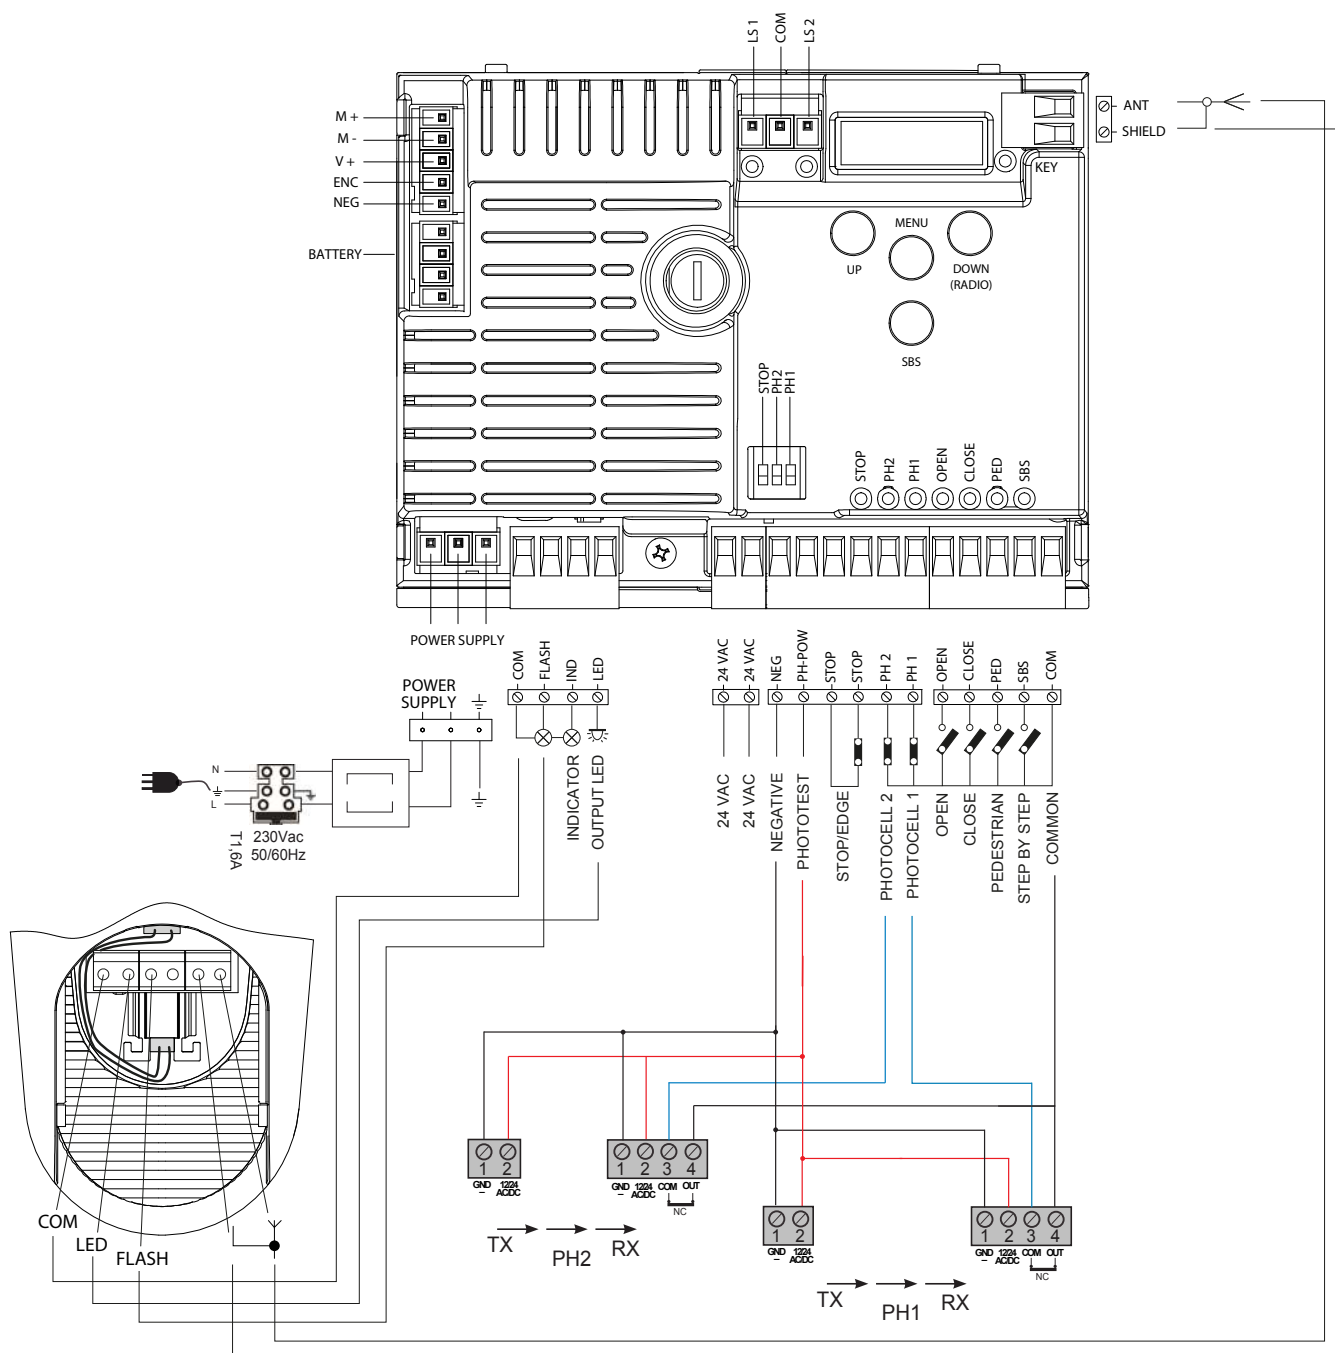 LS 1
COM
LS 2
ANT
SHIELD
KEY
M +
M -
V +
ENC
NEG
BATTERY
MENU
UP
DOWN
(RADIO)
SBS
STOP
PH2
PH1
STOP
PH2
PH1
OPEN
CLOSE
PED
SBS
POWER SUPPLY
POWER
SUPPLY
COM
FLASH
IND
LED
24 VAC
24 VAC
NEG
PH-POW
STOP
STOP
PH 2
PH 1
OPEN
CLOSE
PED
SBS
COM
N
L
T1,6A
230Vac
50/60Hz
INDICATOR
OUTPUT LED
24 VAC
24 VAC
NEGATIVE
PHOTOTEST
STOP/EDGE
PHOTOCELL 2
PHOTOCELL 1
OPEN
CLOSE
PEDESTRIAN
STEP BY STEP
COMMON
COM
LED
FLASH
1 2
GND 12/24
– AC/DC
1 2 3 4
GND 12/24 COM OUT
– AC/DC
NC
TX
PH2
RX
1 2
GND 12/24
– AC/DC
1 2 3 4
GND 12/24 COM OUT
– AC/DC
NC
TX
PH1
RX